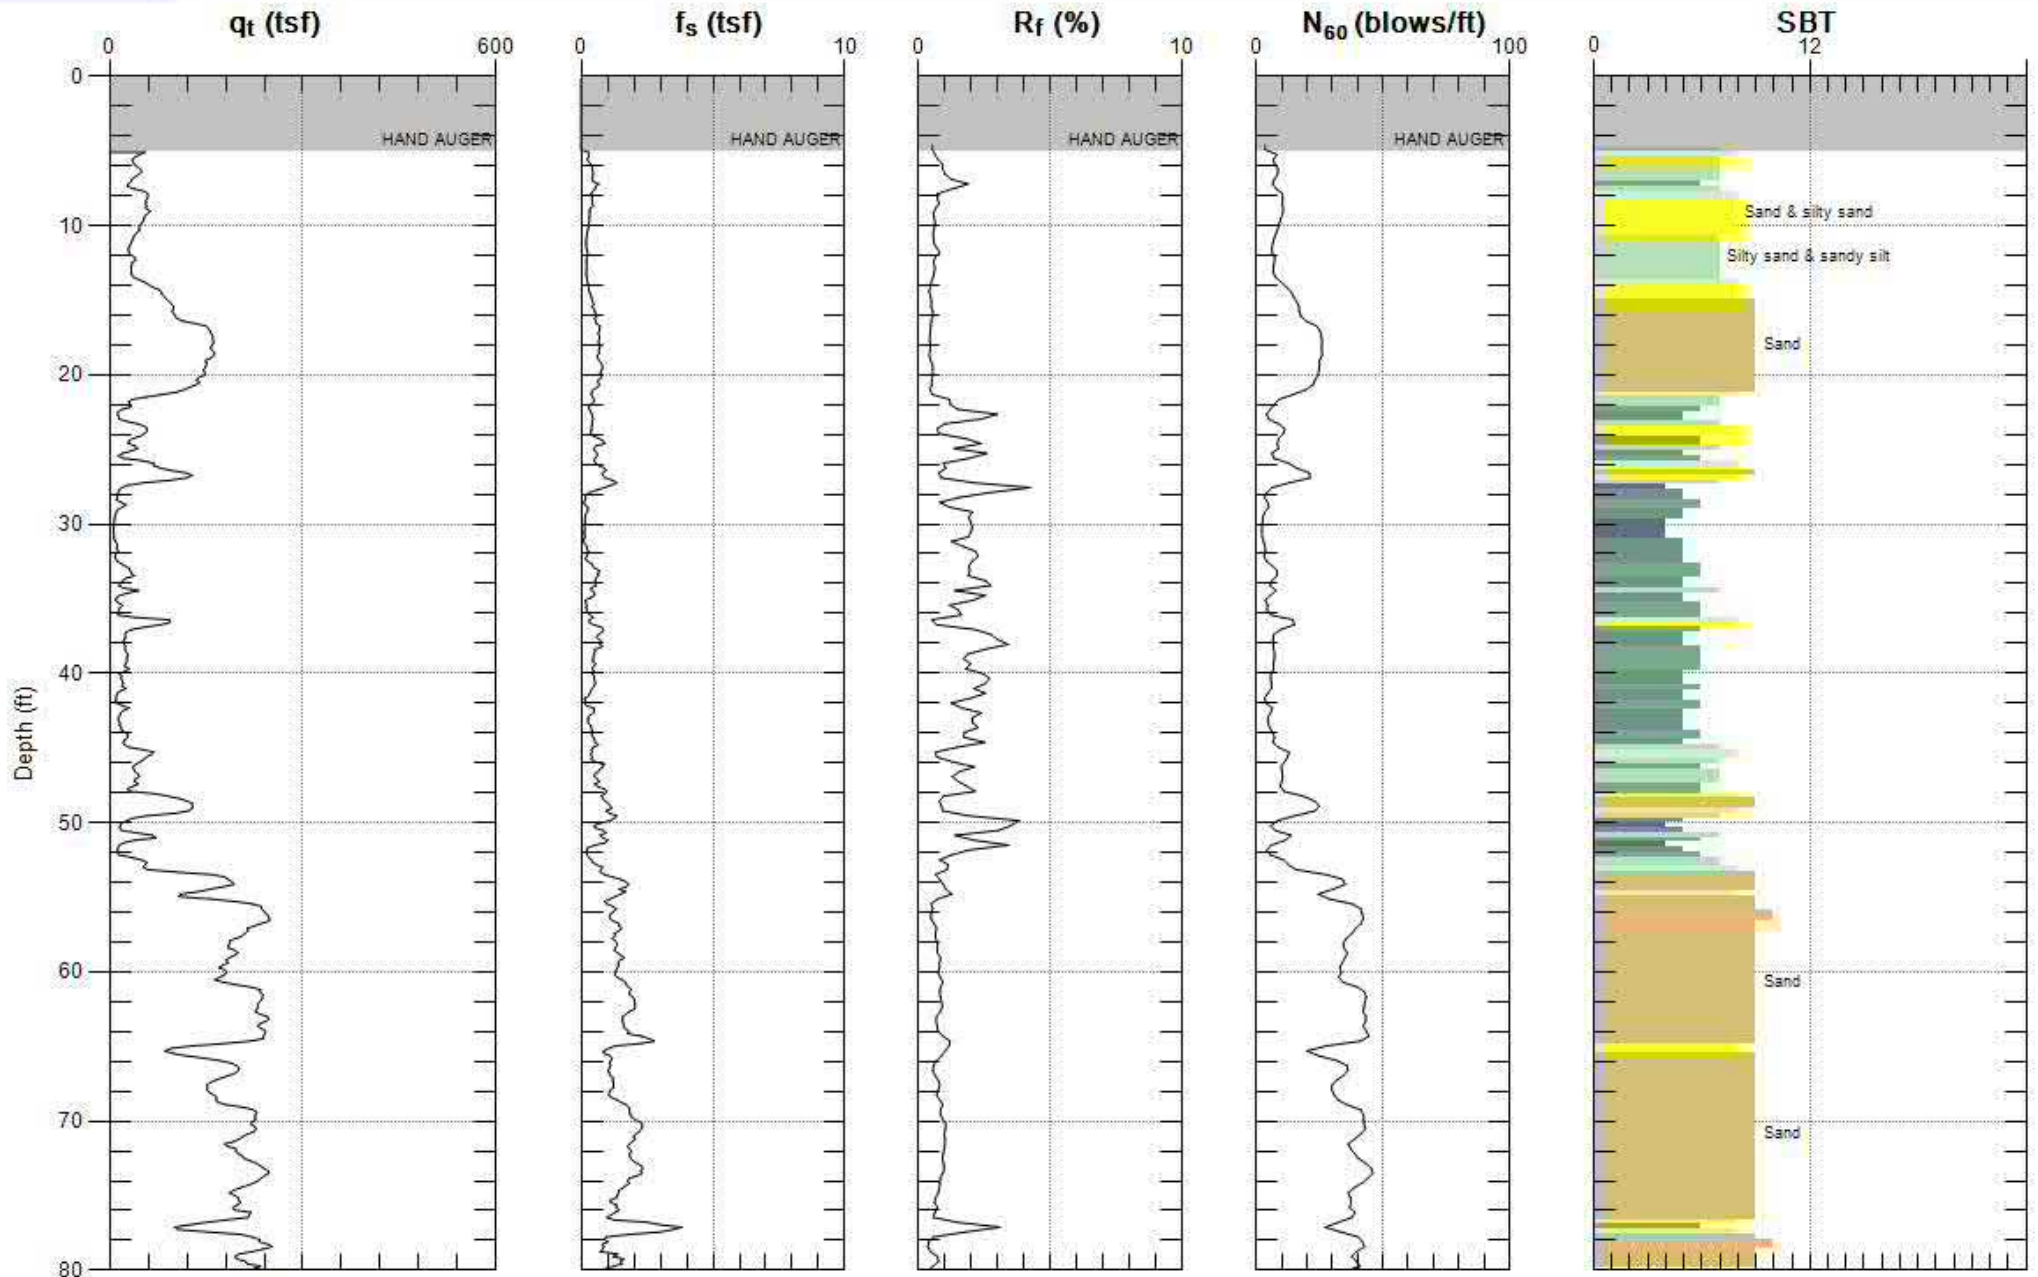 qt (tsf) fs (tsf) Rf (%) N60 (blows/ft) SBT
0 600 0 10 0 10 0 100 0 12
0
HAND AUGER HAND AUGER HAND AUGER HAND AUGER
Sand & silty sand
10
Silty sand & sandy silt
Sand
20
30
40
Depth (ft)
50
60
Sand
70
Sand
80